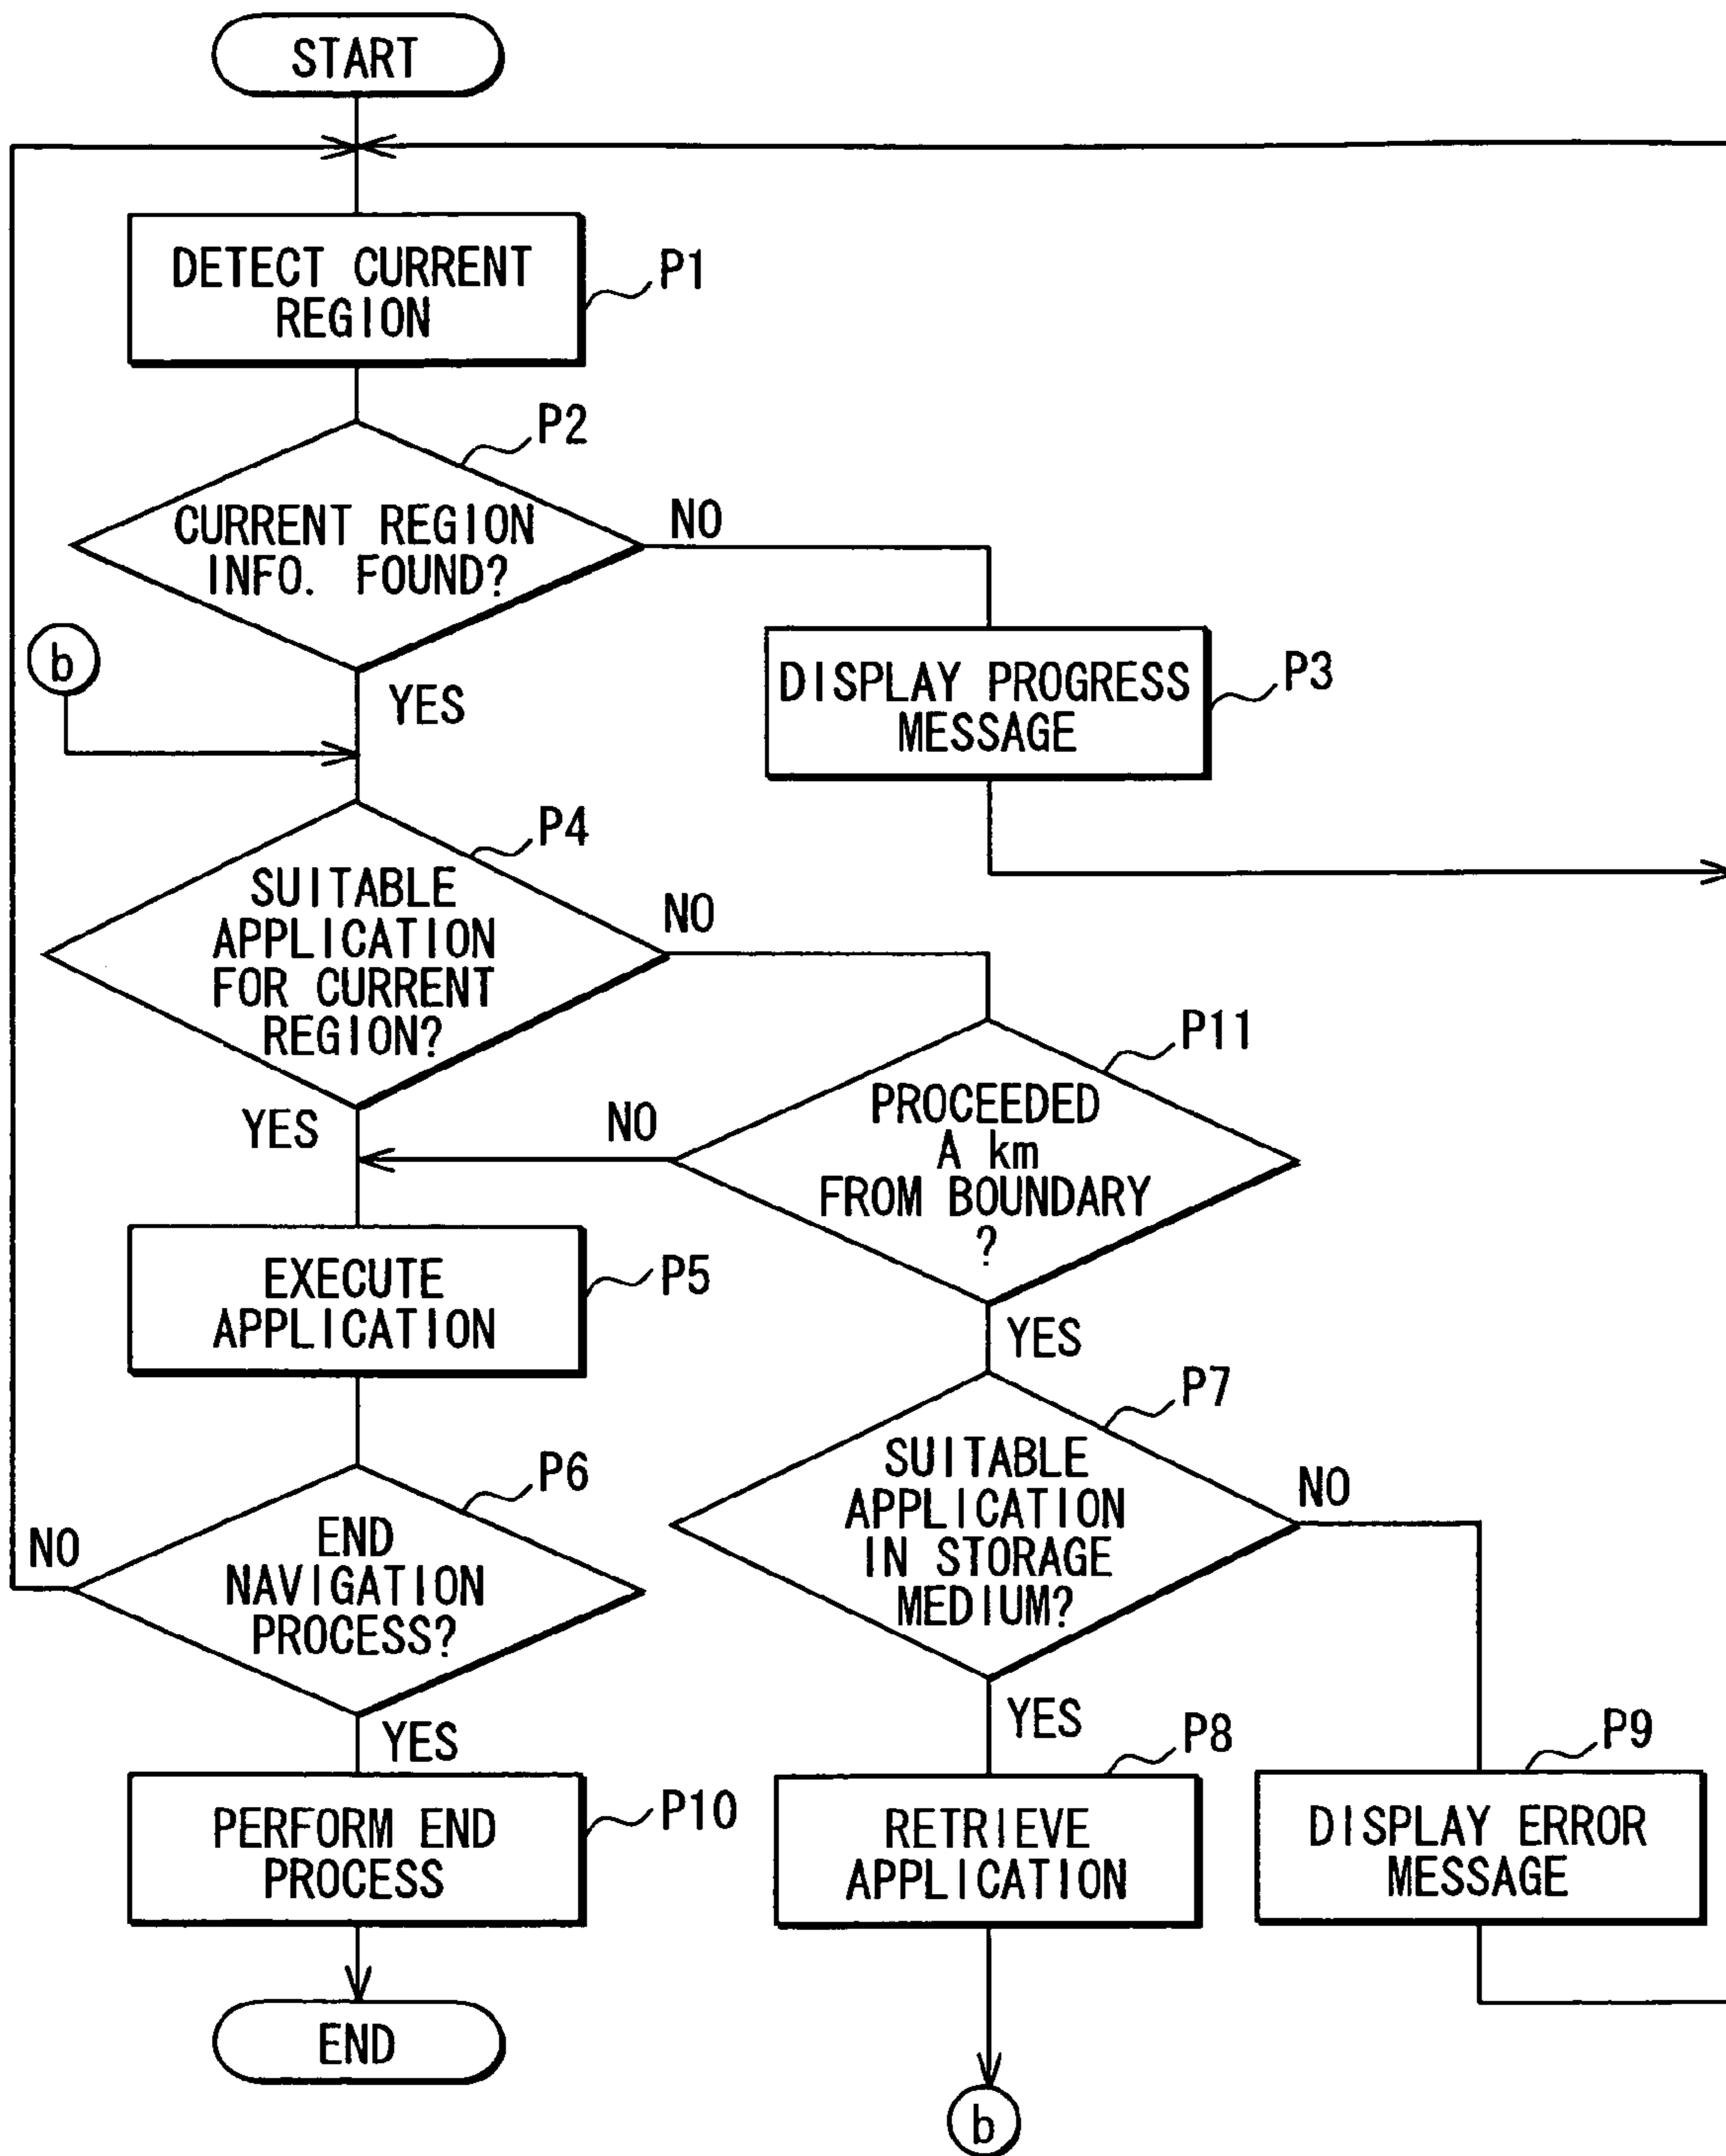 START
DETECT CURRENT
REGION
P1
P2
CURRENT REGION
INFO. FOUND?
NO
b
YES
DISPLAY PROGRESS
MESSAGE
P3
P4
SUITABLE
APPLICATION
FOR CURRENT
REGION?
NO
YES
P11
PROCEEDED
A km
FROM BOUNDARY
?
NO
YES
EXECUTE
APPLICATION
P5
P7
SUITABLE
APPLICATION
IN STORAGE
MEDIUM?
NO
YES
P6
END
NAVIGATION
PROCESS?
NO
YES
P8
RETRIEVE
APPLICATION
P9
DISPLAY ERROR
MESSAGE
PERFORM END
PROCESS
P10
END
b